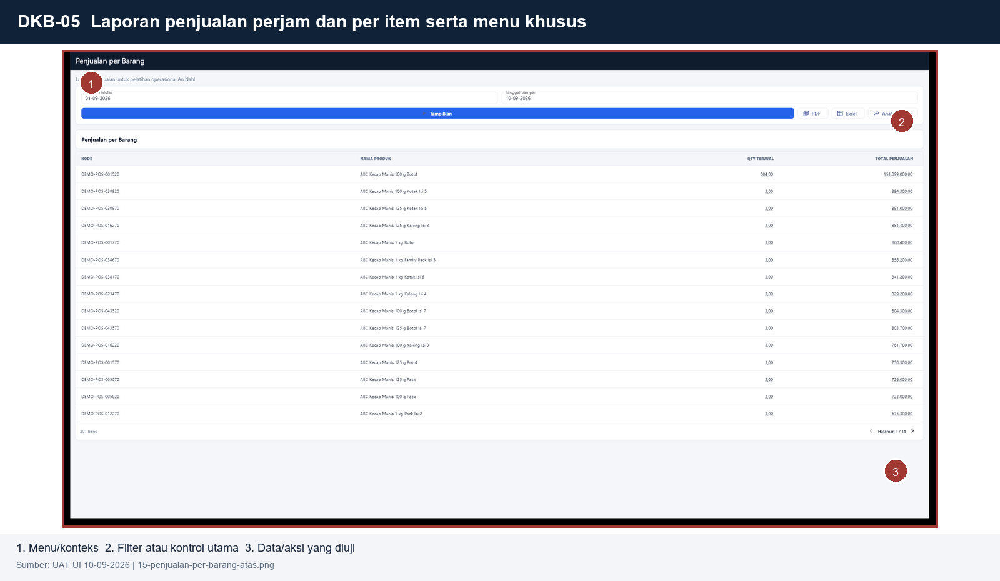 DKB-05 Laporan penjualan perjam dan per item serta menu khusus
Penjualan per Barang
ualan untuk pelatihan operasional An Nahl
1
Mulai
01-09-2026
Tanggal Sampai
10-09-2026
Tampilkan
PDF
Excel
2
Penjualan per Barang
KODE NAMA PRODUK QTY TERJUAL TOTAL PENJUALAN
DEMO-POS-001520 ABC Kecap Manis 100 g Botol 604,00 151.099.000,00
DEMO-POS-030920 ABC Kecap Manis 100 g Kotak Isi 5 3,00 894.300,00
DEMO-POS-030970 ABC Kecap Manis 125 g Kotak Isi 5 3,00 891.000,00
DEMO-POS-016270 ABC Kecap Manis 125 g Kaleng Isi 3 3,00 881.400,00
DEMO-POS-001770 ABC Kecap Manis 1 kg Botol 3,00 860.400,00
DEMO-POS-034670 ABC Kecap Manis 1 kg Family Pack Isi 5 3,00 856.200,00
DEMO-POS-038170 ABC Kecap Manis 1 kg Kotak Isi 6 3,00 841.200,00
DEMO-POS-023470 ABC Kecap Manis 1 kg Kaleng Isi 4 3,00 829.200,00
DEMO-POS-043520 ABC Kecap Manis 100 g Botol Isi 7 3,00 804.300,00
DEMO-POS-043570 ABC Kecap Manis 125 g Botol Isi 7 3,00 803.700,00
DEMO-POS-016220 ABC Kecap Manis 100 g Kaleng Isi 3 3,00 761.700,00
DEMO-POS-001570 ABC Kecap Manis 125 g Botol 3,00 750.300,00
DEMO-POS-005070 ABC Kecap Manis 125 g Pack 3,00 726.000,00
DEMO-POS-005020 ABC Kecap Manis 100 g Pack 3,00 723.000,00
DEMO-POS-012270 ABC Kecap Manis 1 kg Pack Isi 2 3,00 675.300,00
201 baris Halaman 1 / 14
3
1. Menu/konteks 2. Filter atau kontrol utama 3. Data/aksi yang diuji
Sumber: UAT UI 10-09-2026 | 15-penjualan-per-barang-atas.png